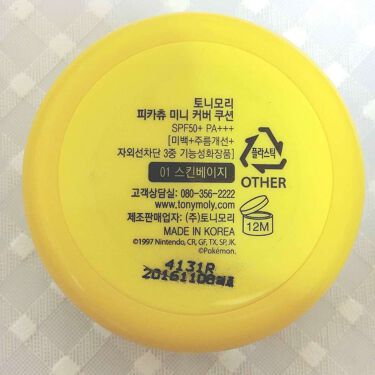 토니모리
피카츄 미니 커버 쿠션
SPF50+ PA+++
[미백+주름개선+
자외선차단 3중 기능성화장품]
01 스킨베이지
플라스틱
OTHER
고객상담실: 080-356-2222
www.tonymoly.com
제조판매업자: (주)토니모리
MADE IN KOREA
12M
©1997 Nintendo, CR, GF, TX, SP, JK.
©Pokémon.
4131R
20161108